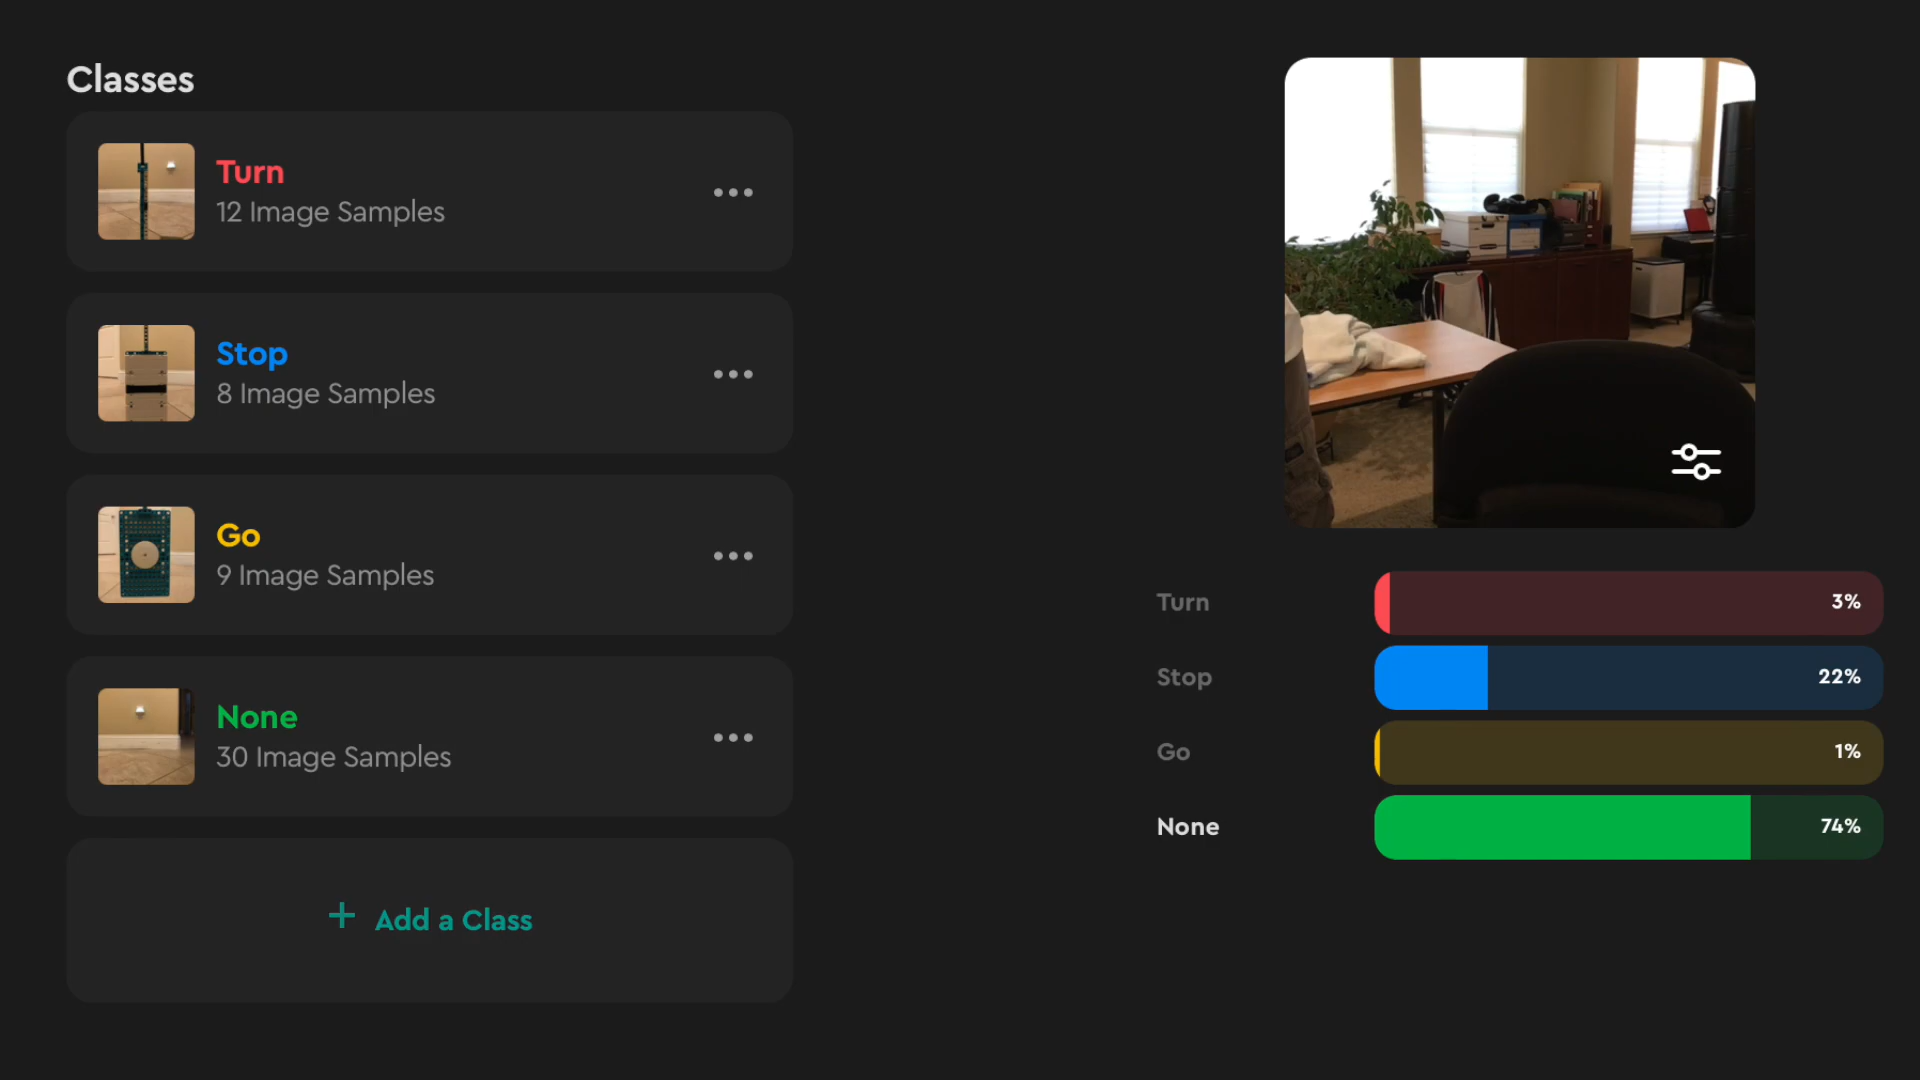 Classes
Turn
12 Image Samples
Stop
8 Image Samples
Go
9 Image Samples
None
30 Image Samples
+ Add a Class
Turn 3%
Stop 22%
Go 1%
None 74%